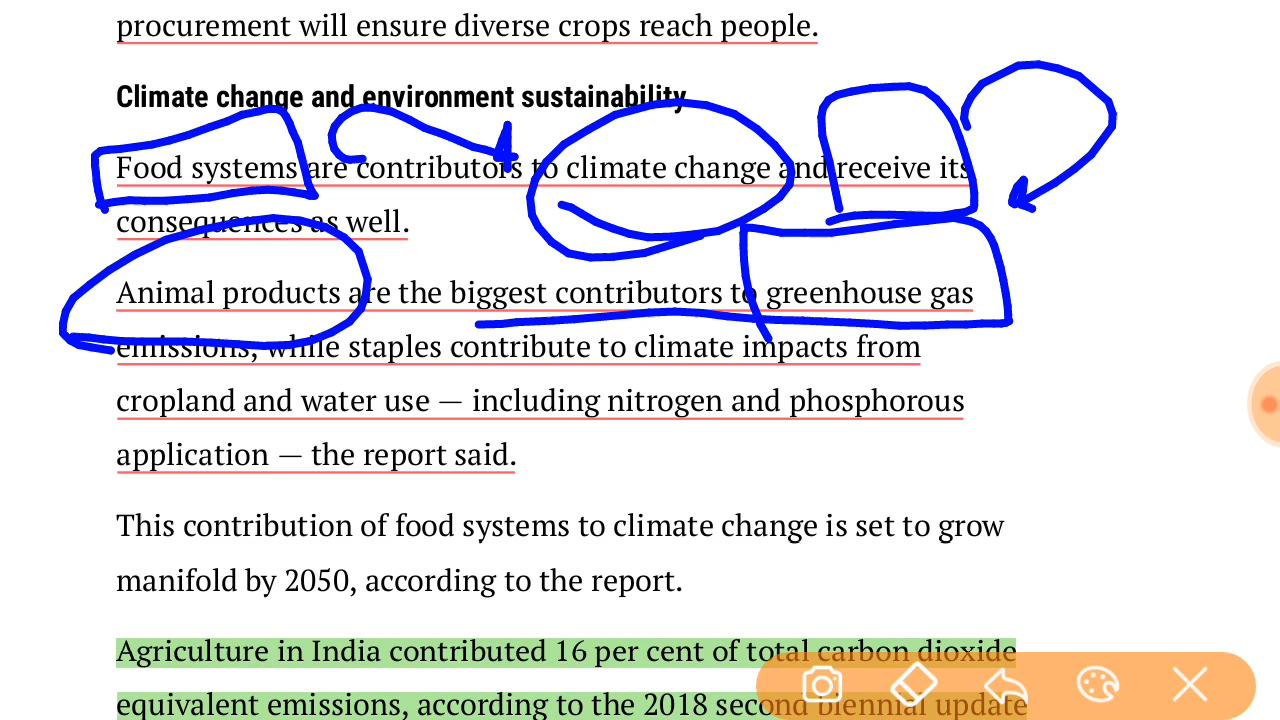 procurement will ensure diverse crops reach people.
Climate change and environment sustainability
Food systems are contributors to climate change and receive its
consequences as well.
Animal products are the biggest contributors to greenhouse gas
emissions, while staples contribute to climate impacts from
cropland and water use — including nitrogen and phosphorous
application — the report said.
This contribution of food systems to climate change is set to grow
manifold by 2050, according to the report.
Agriculture in India contributed 16 per cent of total carbon dioxide
equivalent emissions, according to the 2018 second biennial update